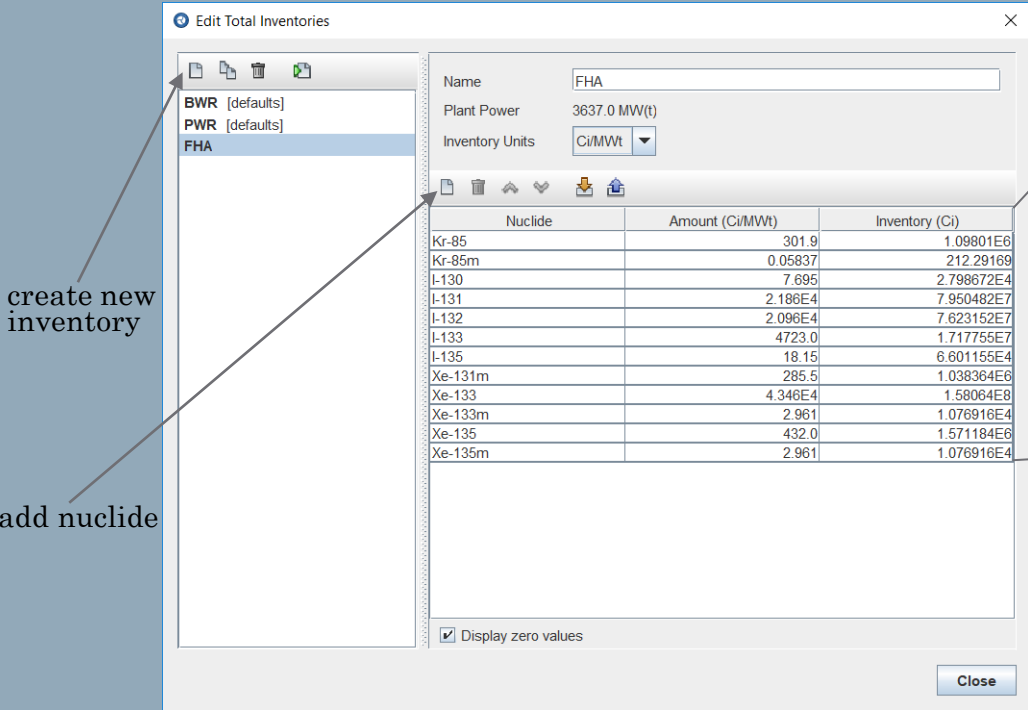 Edit Total Inventories
BWR [defaults]
PWR [defaults]
FHA
create new
inventory
add nuclide
Name FHA
Plant Power 3637.0 MW(t)
Inventory Units Ci/MWt
Nuclide Amount (Ci/MWt) Inventory (Ci)
Kr-85 301.9 1.09801E6
Kr-85m 0.05837 212.29169
I-130 7.695 2.798672E4
I-131 2.186E4 7.950482E7
I-132 2.096E4 7.623152E7
I-133 4723.0 1.717755E7
I-135 18.15 6.601155E4
Xe-131m 285.5 1.038364E6
Xe-133 4.346E4 1.58064E8
Xe-133m 2.961 1.076916E4
Xe-135 432.0 1.571184E6
Xe-135m 2.961 1.076916E4
Display zero values
Close